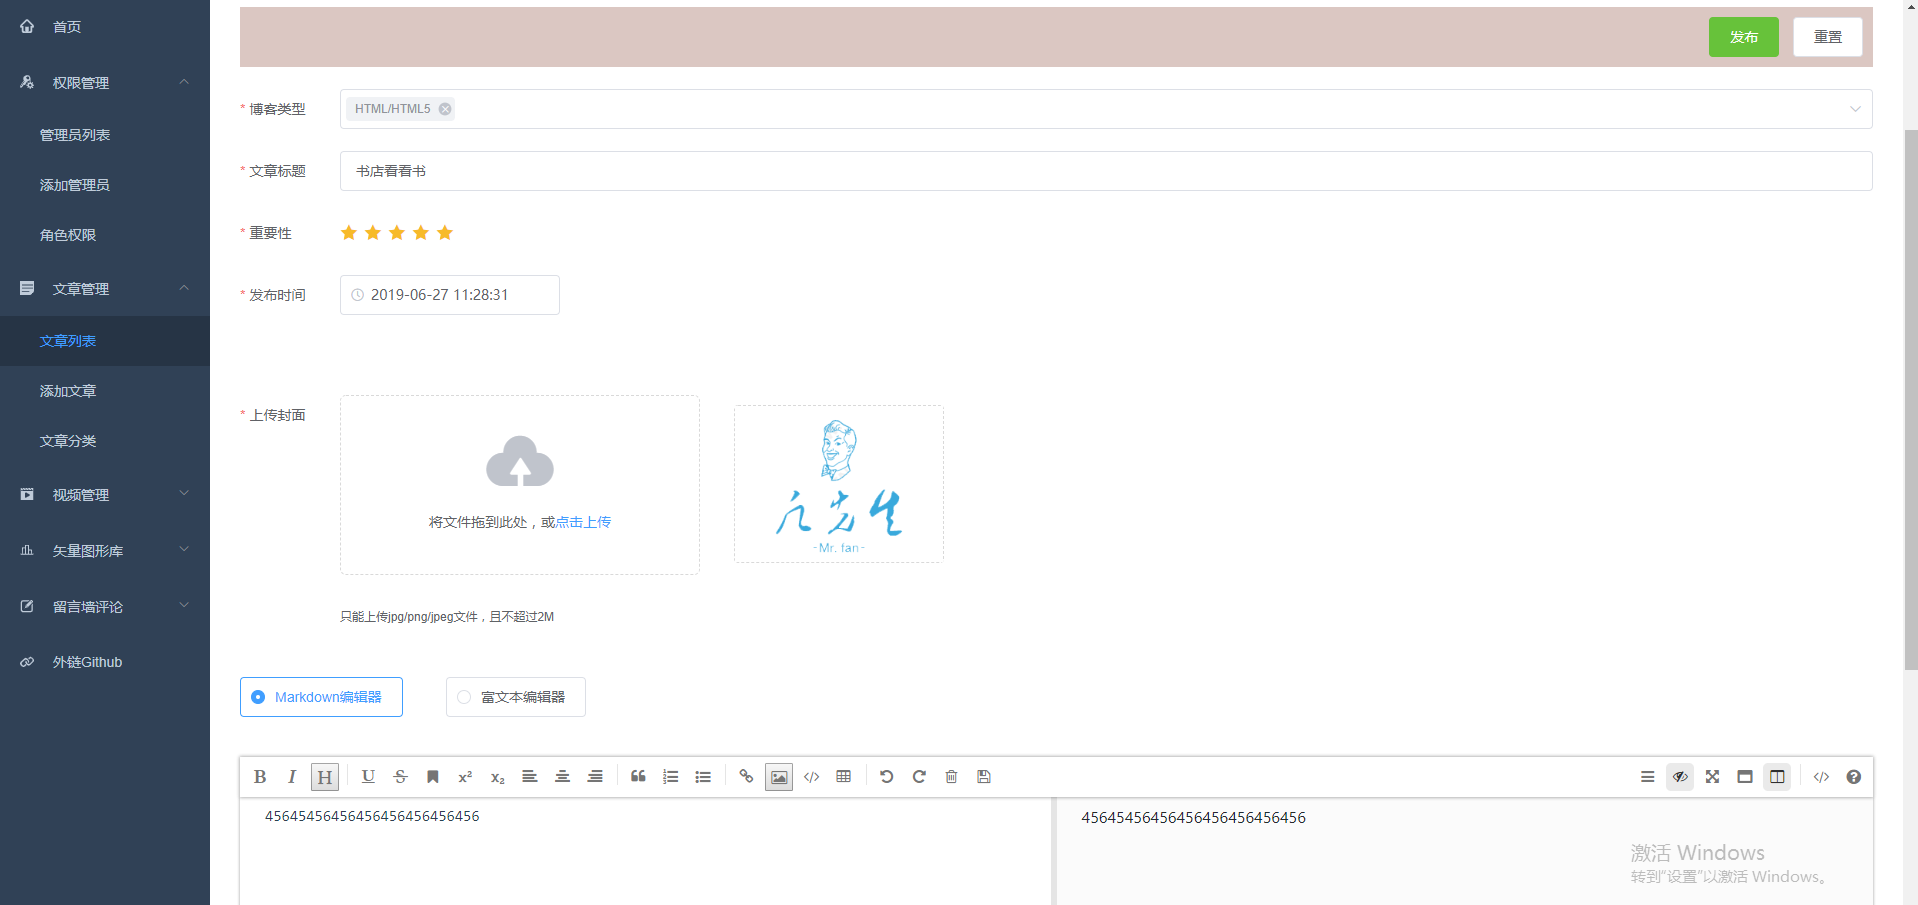 首页
权限管理
管理员列表
添加管理员
角色权限
文章管理
文章列表
添加文章
文章分类
视频管理
矢量图形库
留言墙评论
外链Github
发布
重置
* 博客类型
HTML/HTML5
* 文章标题
书店看看书
* 重要性
* 发布时间
2019-06-27 11:28:31
* 上传封面
将文件拖到此处，或点击上传
凡先生
-Mr. fan-
只能上传jpg/png/jpeg文件，且不超过2M
Markdown编辑器
富文本编辑器
45645456456456456456456456
45645456456456456456456456
激活 Windows
转到"设置"以激活 Windows。